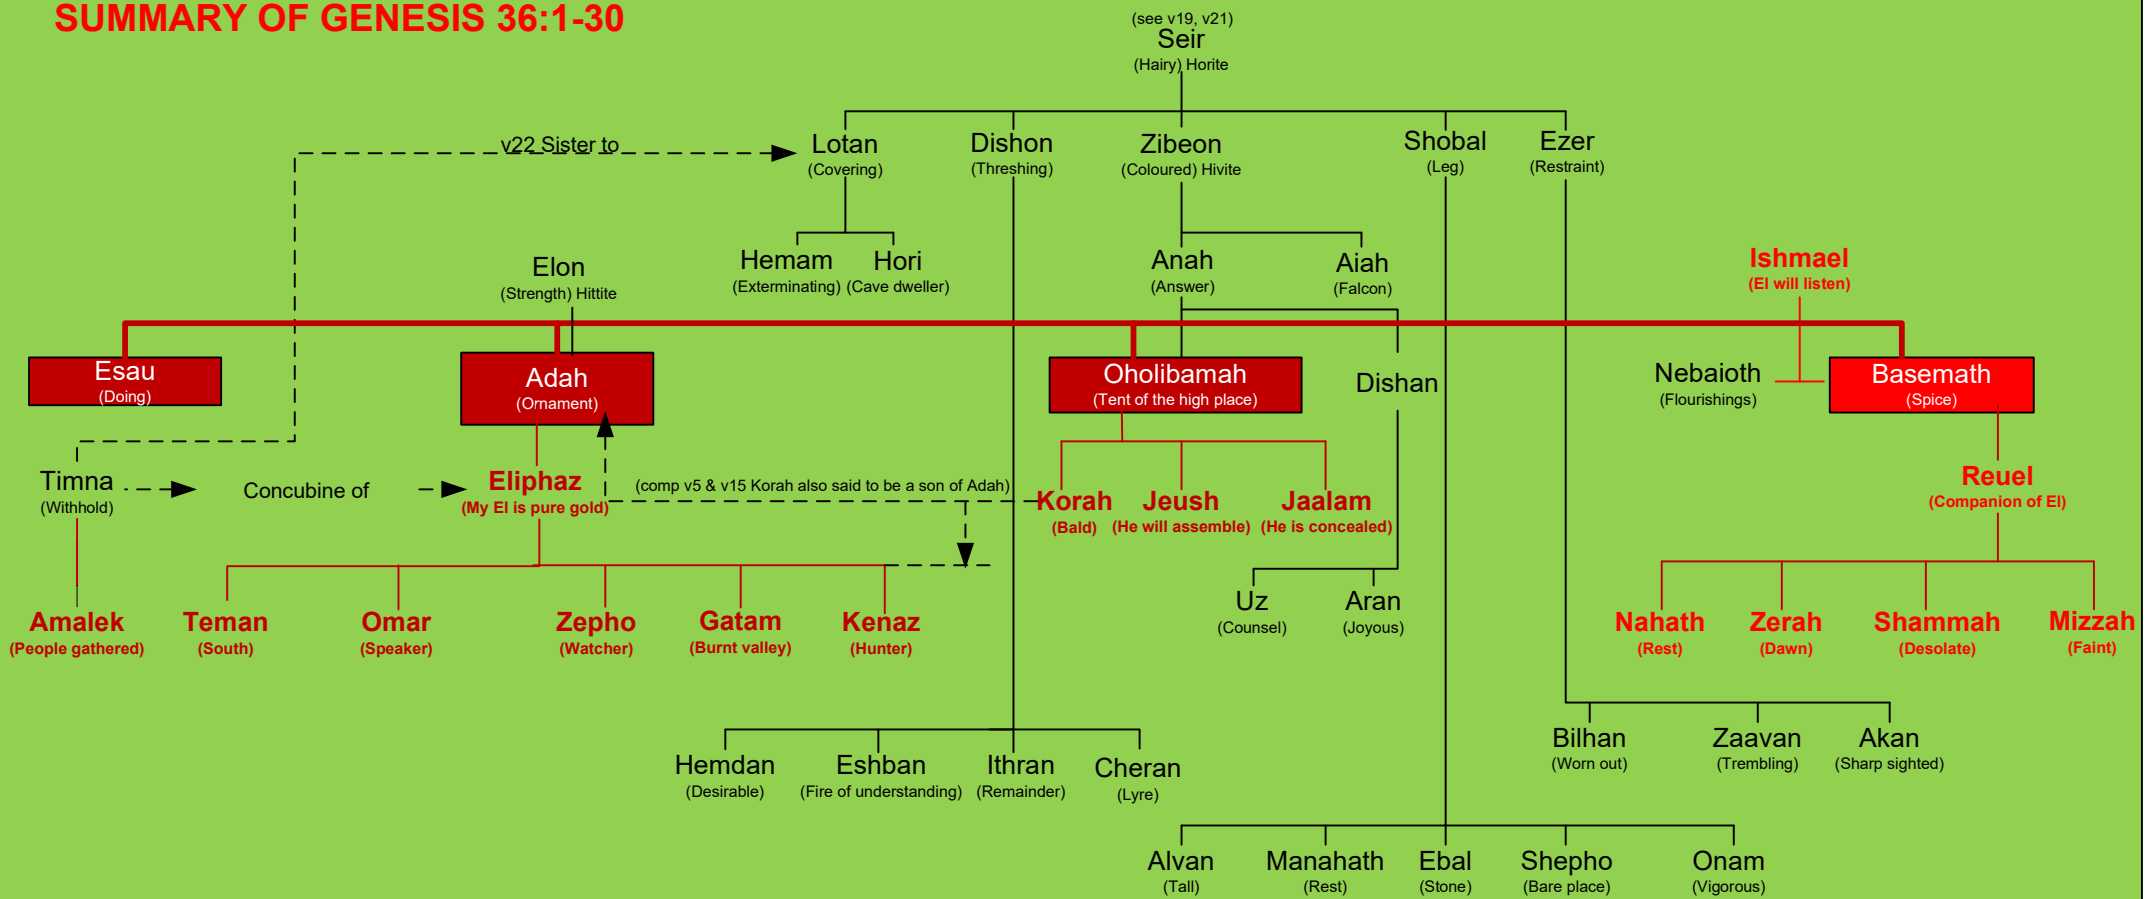 SUMMARY OF GENESIS 36:1-30
(see v19, v21)
Seir
(Hairy) Horite
v22 Sister to
Lotan
(Covering)
Dishon
(Threshing)
Zibeon
(Coloured) Hivite
Shobal
(Leg)
Ezer
(Restraint)
Elon
(Strength) Hittite
Hemam
(Exterminating)
Hori
(Cave dweller)
Anah
(Answer)
Aiah
(Falcon)
Ishmael
(El will listen)
Esau
(Doing)
Adah
(Ornament)
Oholibamah
(Tent of the high place)
Dishan
Nebaioth
(Flourishings)
Basemath
(Spice)
Timna
(Withhold)
Concubine of
Eliphaz
(My El is pure gold)
(comp v5 & v15 Korah also said to be a son of Adah)
Korah
(Bald)
Jeush
(He will assemble)
Jaalam
(He is concealed)
Reuel
(Companion of El)
Amalek
(People gathered)
Teman
(South)
Omar
(Speaker)
Zepho
(Watcher)
Gatam
(Burnt valley)
Kenaz
(Hunter)
Uz
(Counsel)
Aran
(Joyous)
Nahath
(Rest)
Zerah
(Dawn)
Shammah
(Desolate)
Mizzah
(Faint)
Hemdan
(Desirable)
Eshban
(Fire of understanding)
Ithran
(Remainder)
Cheran
(Lyre)
Bilhan
(Worn out)
Zaavan
(Trembling)
Akan
(Sharp sighted)
Alvan
(Tall)
Manahath
(Rest)
Ebal
(Stone)
Shepho
(Bare place)
Onam
(Vigorous)